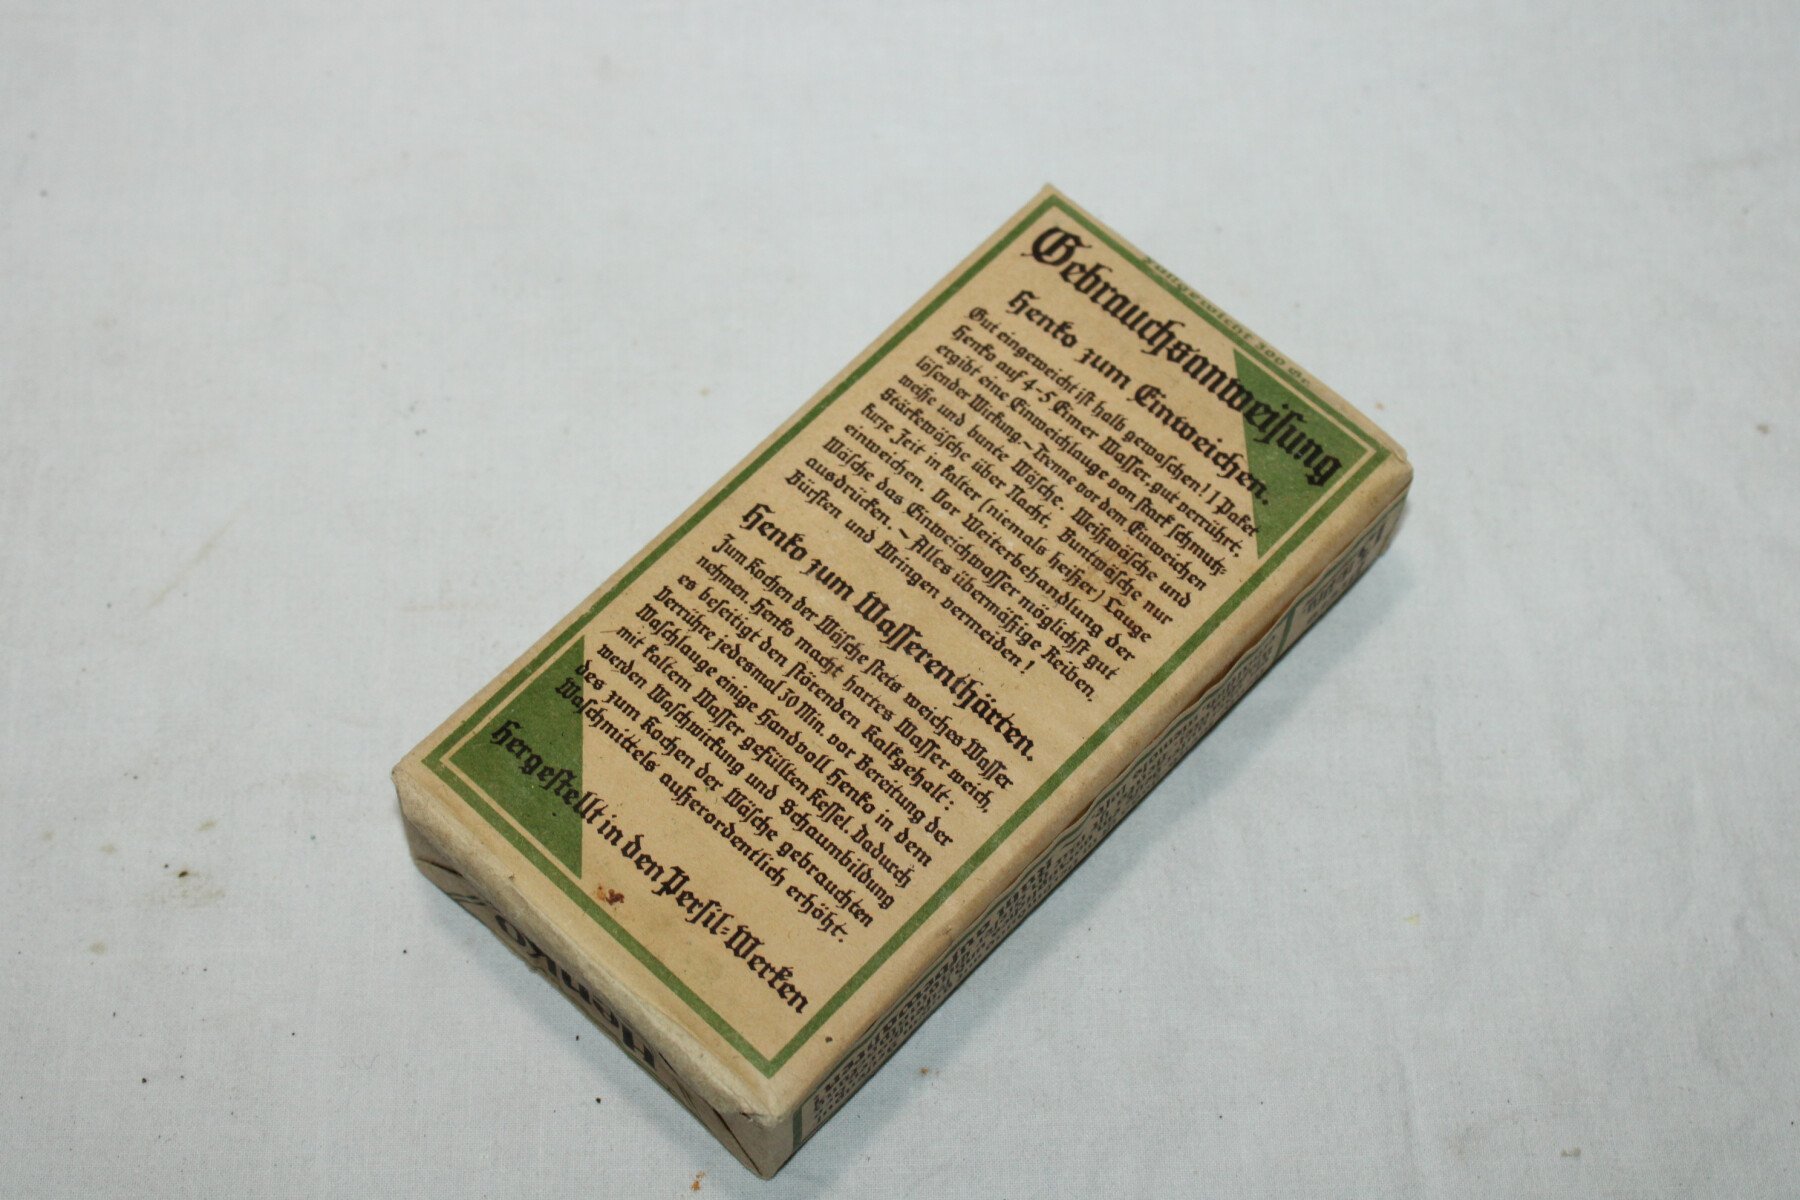 Füllgewicht 300 Gr.
Gebrauchsanweisung
Henko zum Einweichen.
Gut eingeweicht ist halb gewaschen! 1 Paket
Henko auf 4-5 Eimer Wasser, gut verrührt,
ergibt eine Einweichlauge von stark schmutz-
lösender Wirkung. ~ Trenne vor dem Einweichen
weiße und bunte Wäsche. Weißwäsche und
Stärkewäsche über Nacht, Buntwäsche nur
kurze Zeit in kalter (niemals heißer) Lauge
einweichen. Vor Weiterbehandlung der
Wäsche das Einweichwasser möglichst gut
ausdrücken. ~ Alles übermäßige Reiben,
Bürsten und Wringen vermeiden!
Henko zum Wasserenthärten.
Zum Kochen der Wäsche stets weiches Wasser
nehmen. Henko macht hartes Wasser weich,
es beseitigt den störenden Kalkgehalt:
Verrühre jedesmal 30 Min. vor Bereitung der
Waschlauge einige Handvoll Henko in dem
mit kaltem Wasser gefüllten Kessel. Dadurch
werden Waschwirkung und Schaumbildung
des zum Kochen der Wäsche gebrauchten
Waschmittels außerordentlich erhöht.
Hergestellt in den Persil-Werken
Henko